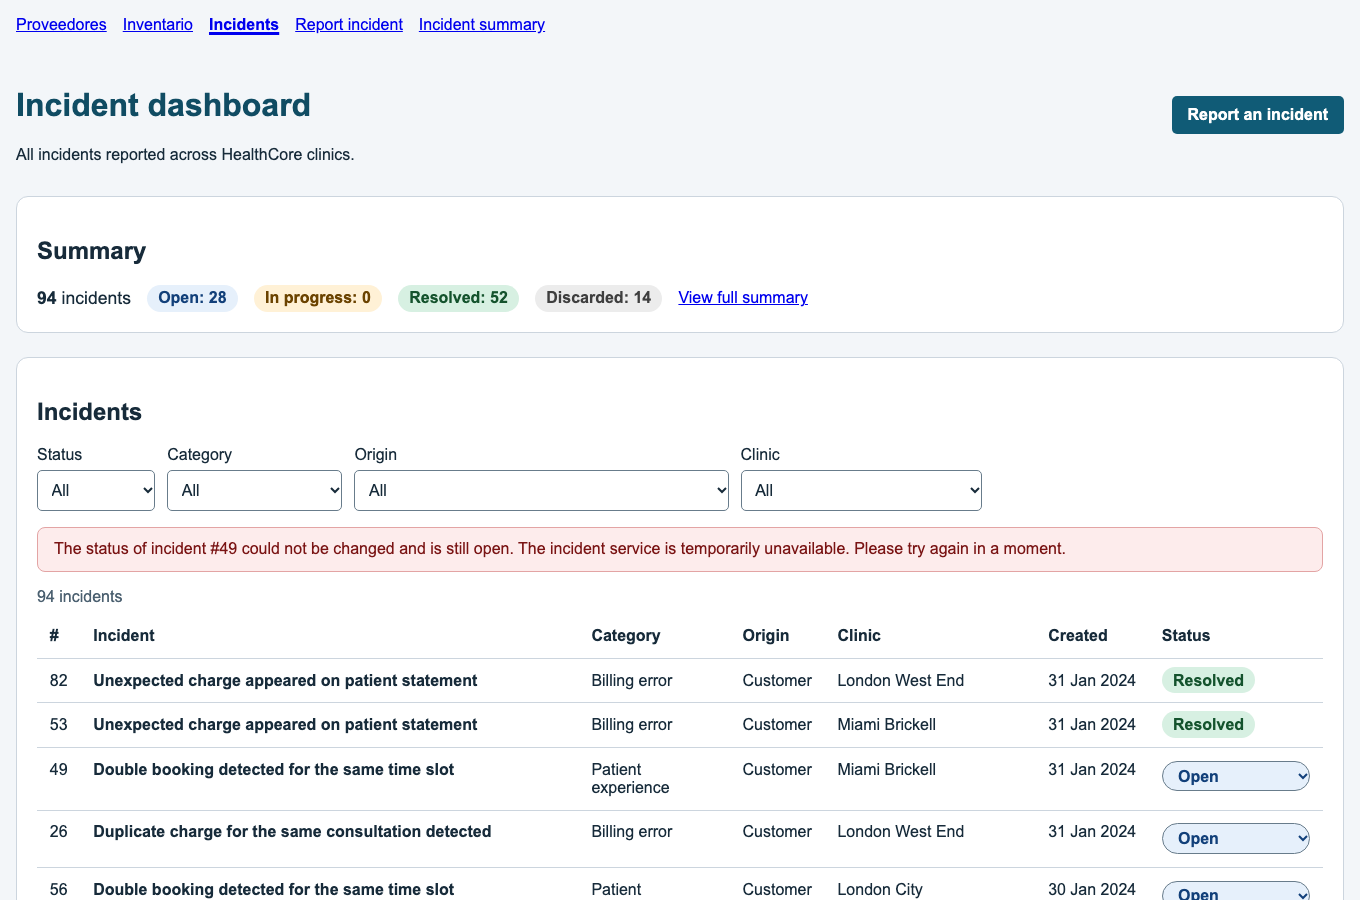 Proveedores Inventario Incidents Report incident Incident summary
Incident dashboard
Report an incident
All incidents reported across HealthCore clinics.
Summary
94 incidents Open: 28 In progress: 0 Resolved: 52 Discarded: 14 View full summary
Incidents
Status Category Origin Clinic
All All All All
The status of incident #49 could not be changed and is still open. The incident service is temporarily unavailable. Please try again in a moment.
94 incidents
# Incident Category Origin Clinic Created Status
82 Unexpected charge appeared on patient statement Billing error Customer London West End 31 Jan 2024 Resolved
53 Unexpected charge appeared on patient statement Billing error Customer Miami Brickell 31 Jan 2024 Resolved
49 Double booking detected for the same time slot Patient experience Customer Miami Brickell 31 Jan 2024 Open
26 Duplicate charge for the same consultation detected Billing error Customer London West End 31 Jan 2024 Open
56 Double booking detected for the same time slot Patient Customer London City 30 Jan 2024 Open